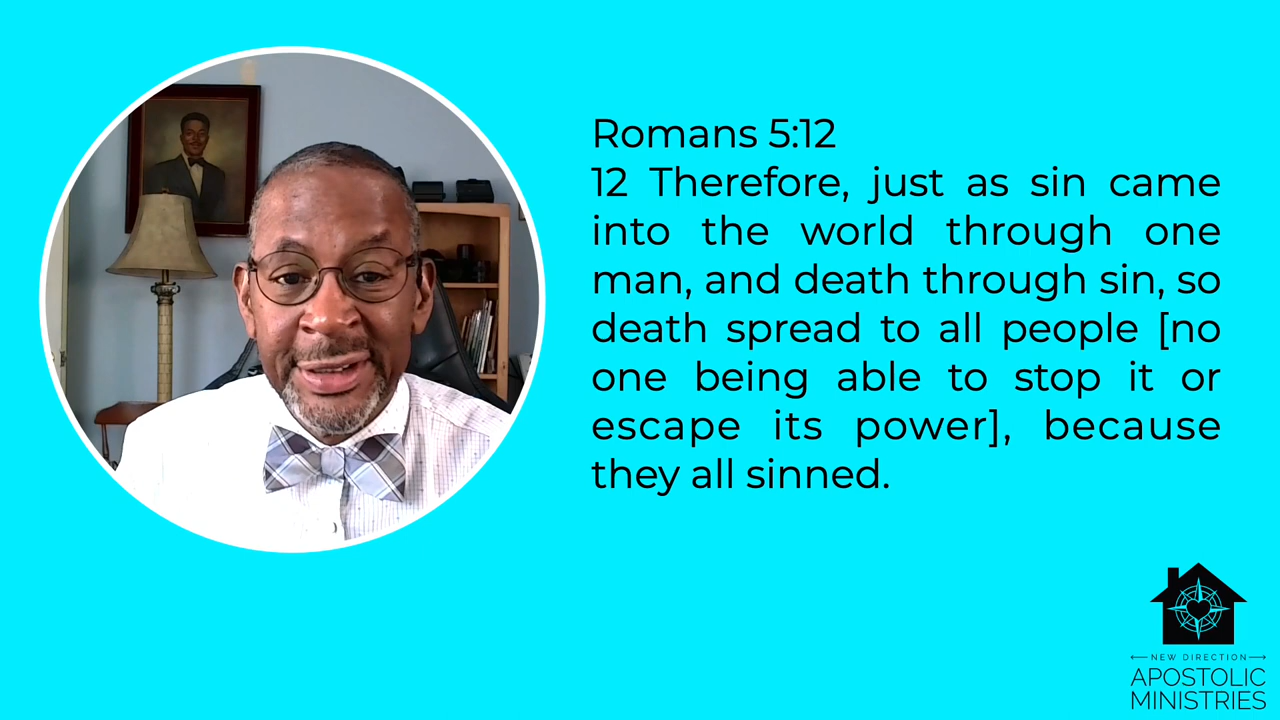 Romans 5:12
12 Therefore, just as sin came
into the world through one
man, and death through sin, so
death spread to all people [no
one being able to stop it or
escape its power], because
they all sinned.
NEW DIRECTION
APOSTOLIC
MINISTRIES